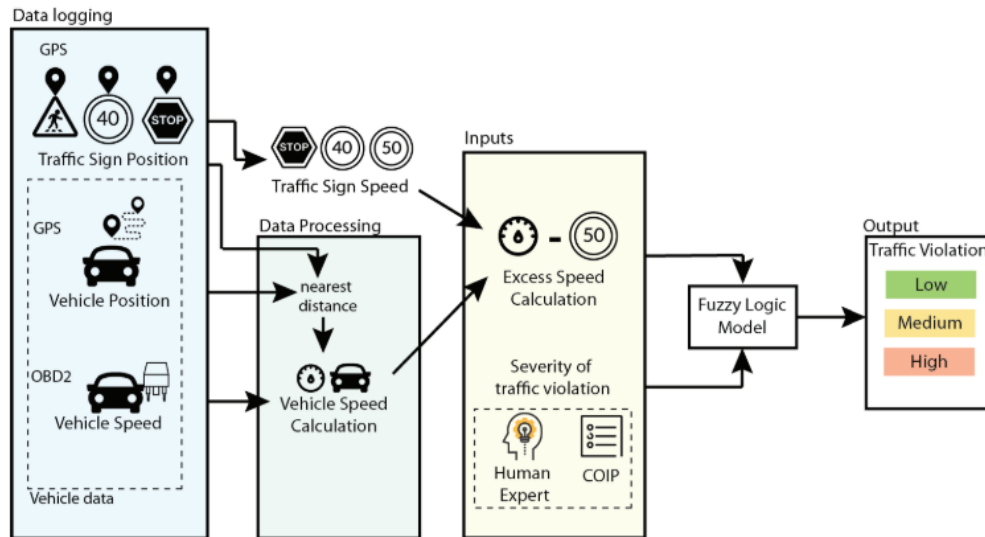 Data logging
GPS
40
STOP
Traffic Sign Position
GPS
Vehicle Position
OBD2
Vehicle Speed
Vehicle data
STOP
40
50
Traffic Sign Speed
Data Processing
nearest
distance
Vehicle Speed
Calculation
Inputs
50
Excess Speed
Calculation
Severity of
traffic violation
Human
Expert
COIP
Fuzzy Logic
Model
Output
Traffic Violation
Low
Medium
High